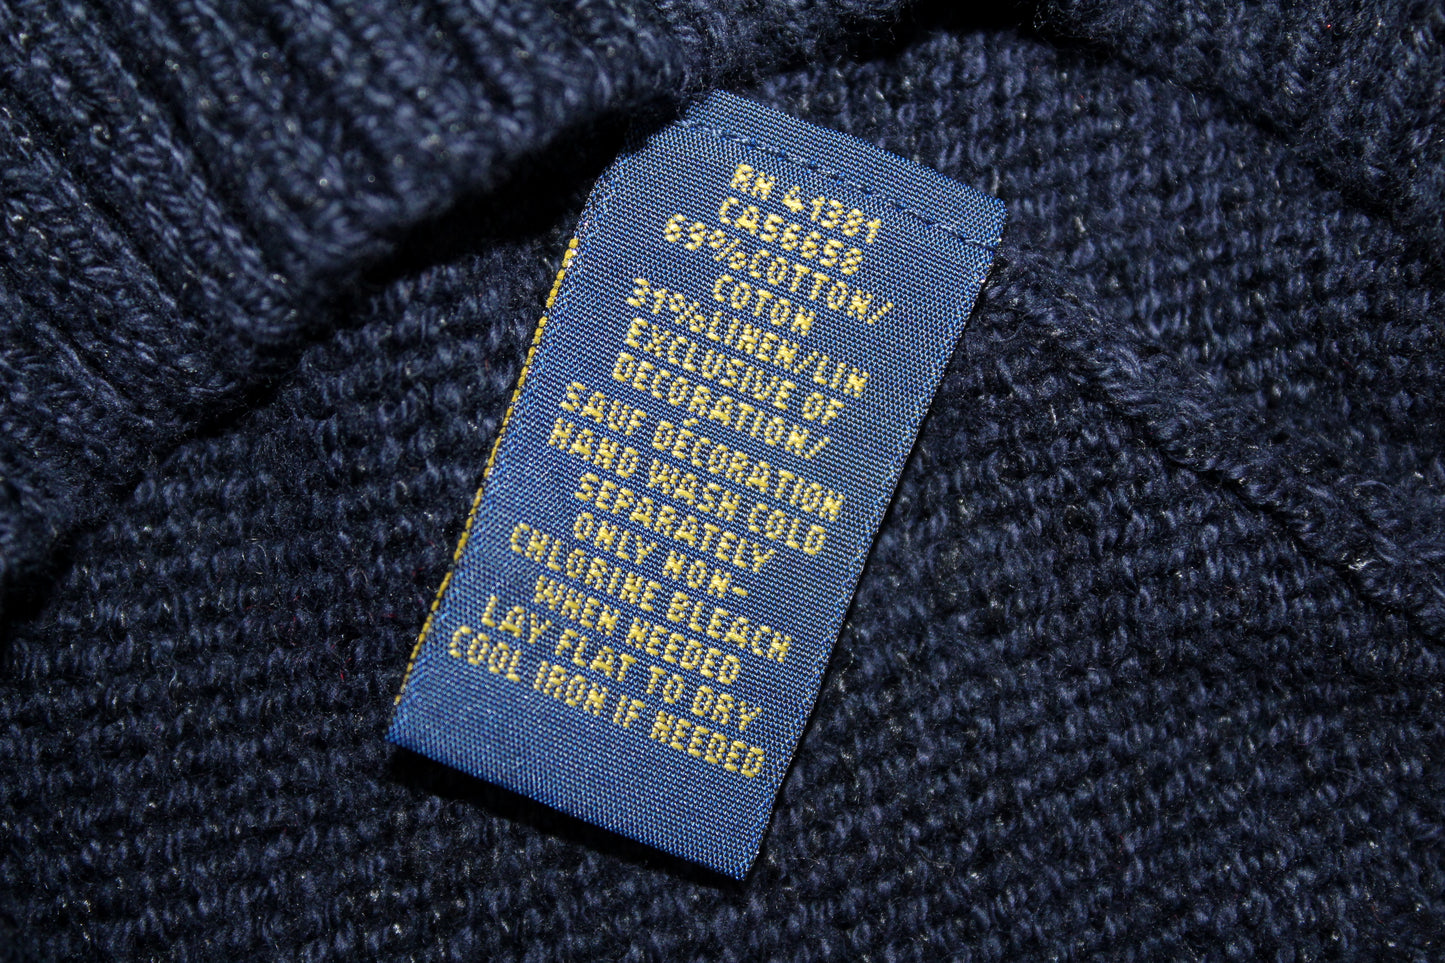 RN 41381
CA56658
69%COTTON/
COTON
31%LINEN/LIN
EXCLUSIVE OF
DECORATION/
SAUF DÉCORATION
HAND WASH COLD
SEPARATELY
ONLY NON-
CHLORINE BLEACH
WHEN NEEDED
LAY FLAT TO DRY
COOL IRON IF NEEDED